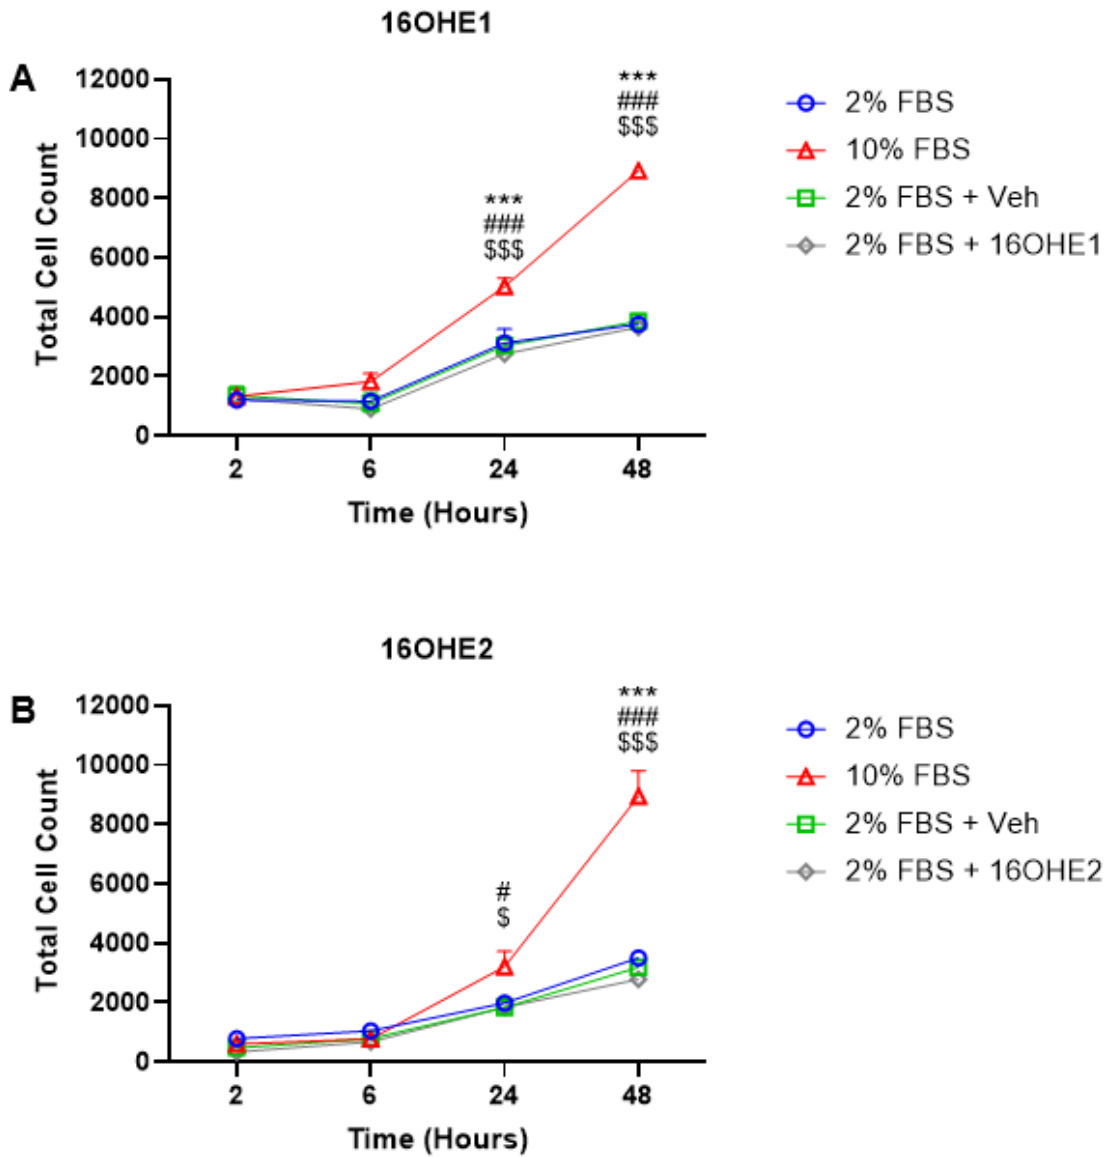 16OHE1
A
Total Cell Count
12000
10000
8000
6000
4000
2000
0
***
###
$$$
***
###
$$$
2
6
24
48
Time (Hours)
2% FBS
10% FBS
2% FBS + Veh
2% FBS + 16OHE1
16OHE2
B
Total Cell Count
12000
10000
8000
6000
4000
2000
0
#
$
***
###
$$$
2
6
24
48
Time (Hours)
2% FBS
10% FBS
2% FBS + Veh
2% FBS + 16OHE2